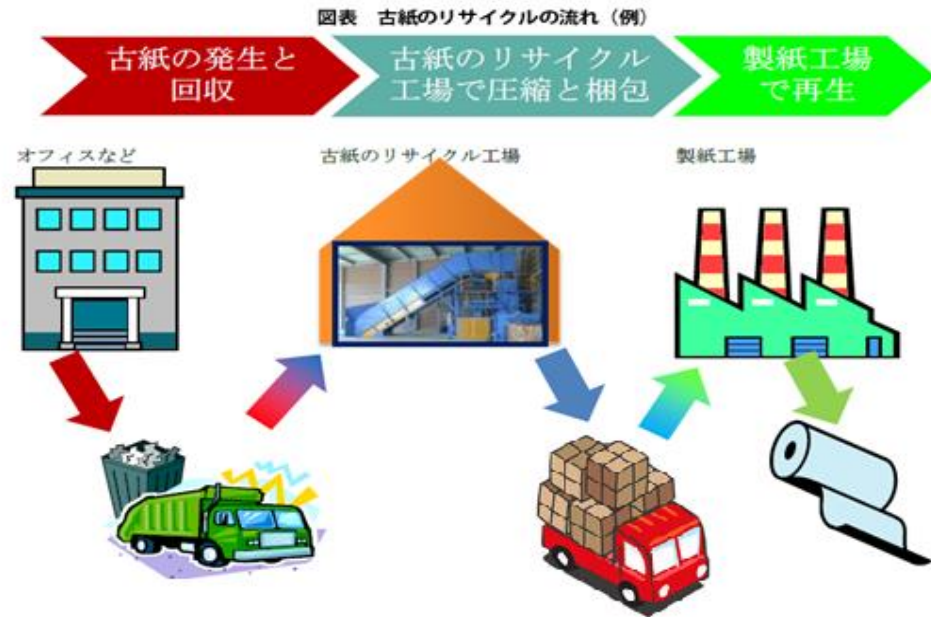 図表　古紙のリサイクルの流れ（例）
古紙の発生と
回収
古紙のリサイクル
工場で圧縮と梱包
製紙工場
で再生
オフィスなど
古紙のリサイクル工場
製紙工場